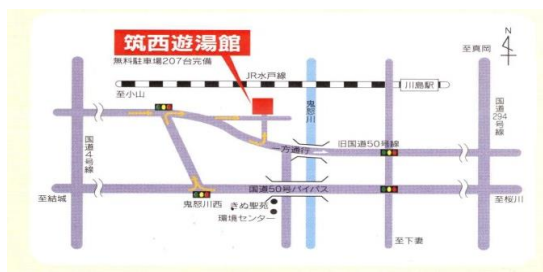 筑西遊湯館
無料駐車場207台完備
N
至真岡
JR水戸線
川島駅
至小山
鬼怒川
国道294号線
国道4号線
旧国道50号線
一方通行
国道50号バイパス
至結城
鬼怒川西
きぬ聖苑
環境センター
至桜川
至下妻